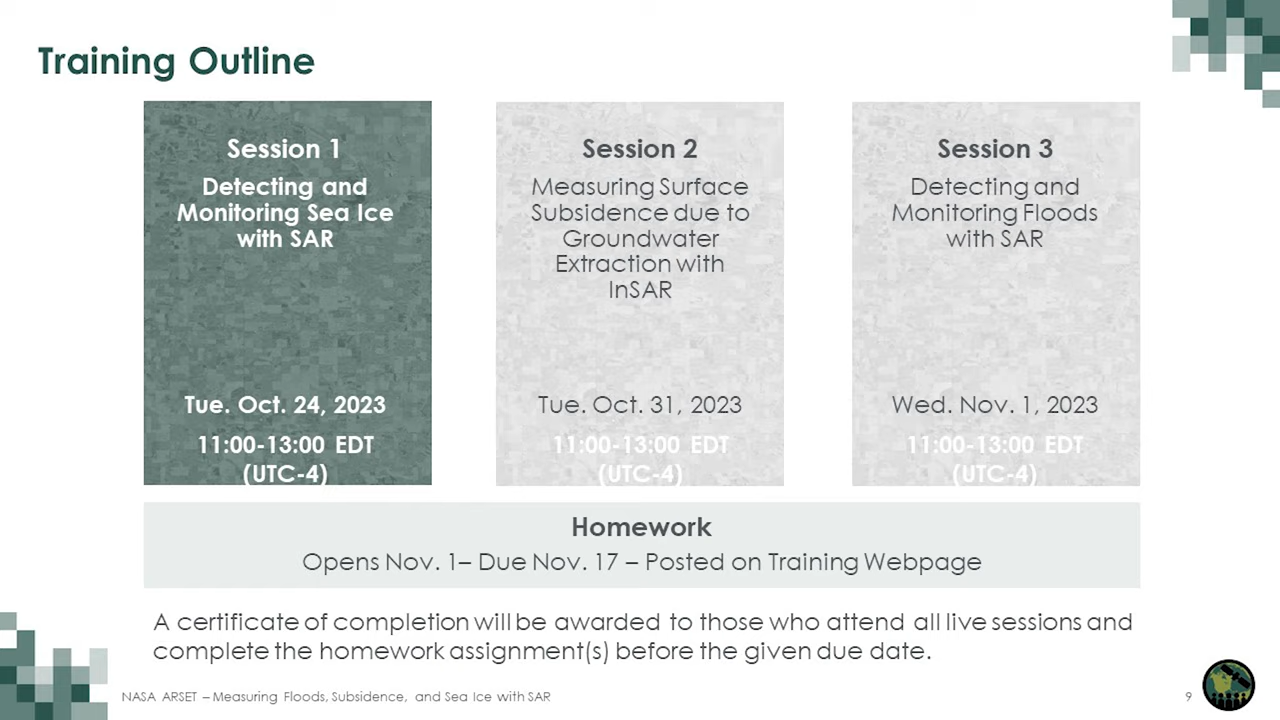 Training Outline
Session 1
Detecting and
Monitoring Sea Ice
with SAR
Tue. Oct. 24, 2023
11:00-13:00 EDT
(UTC-4)
Session 2
Measuring Surface
Subsidence due to
Groundwater
Extraction with
InSAR
Tue. Oct. 31, 2023
11:00-13:00 EDT
(UTC-4)
Session 3
Detecting and
Monitoring Floods
with SAR
Wed. Nov. 1, 2023
11:00-13:00 EDT
(UTC-4)
Homework
Opens Nov. 1– Due Nov. 17 – Posted on Training Webpage
A certificate of completion will be awarded to those who attend all live sessions and
complete the homework assignment(s) before the given due date.
NASA ARSET – Measuring Floods, Subsidence, and Sea Ice with SAR
9